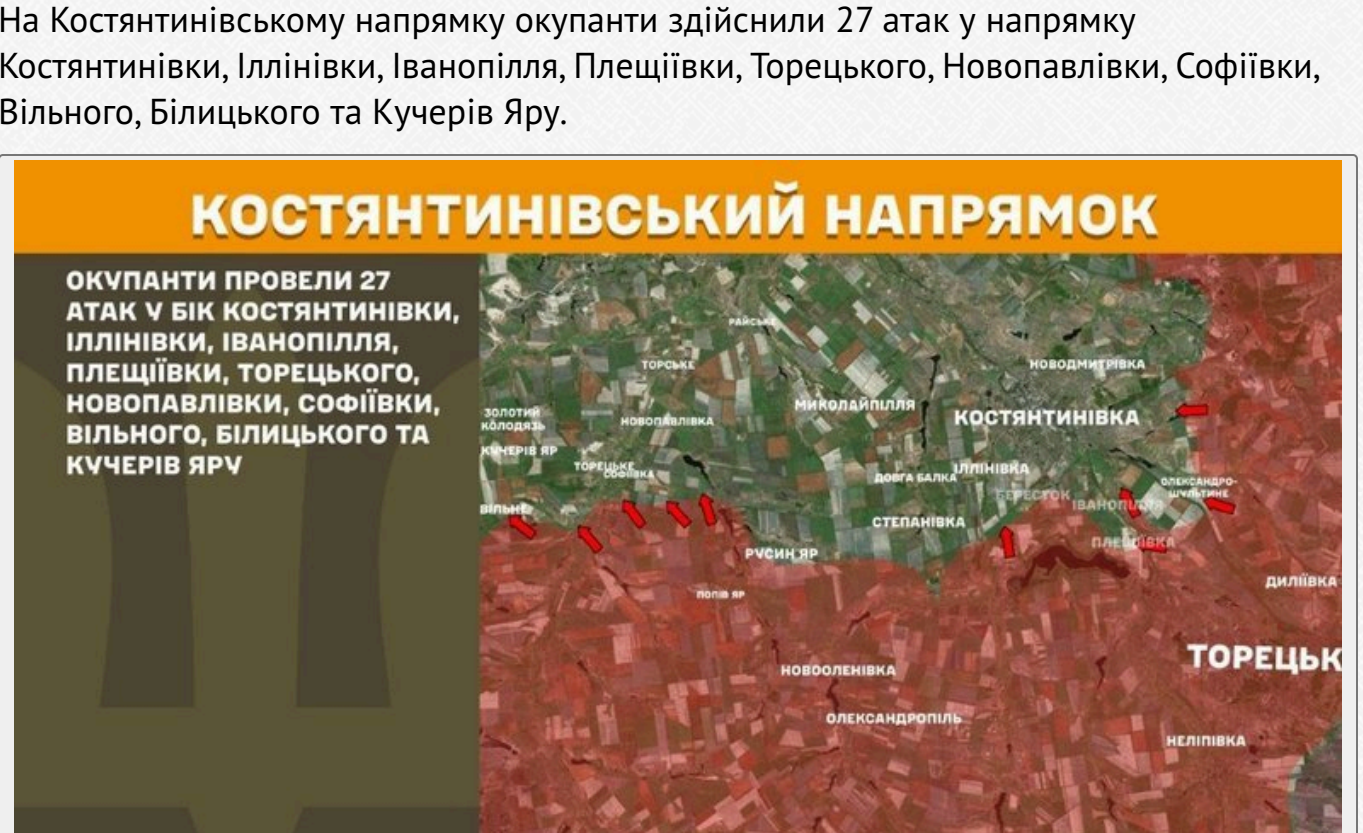 На Костянтинівському напрямку окупанти здійснили 27 атак у напрямку
Костянтинівки, Іллінівки, Іванопілля, Плещіївки, Торецького, Новопавлівки, Софіївки,
Вільного, Білицького та Кучерів Яру.
КОСТЯНТИНІВСЬКИЙ НАПРЯМОК
ОКУПАНТИ ПРОВЕЛИ 27
АТАК У БІК КОСТЯНТИНІВКИ,
ІЛЛІНІВКИ, ІВАНОПІЛЛЯ,
ПЛЕЩІЇВКИ, ТОРЕЦЬКОГО,
НОВОПАВЛІВКИ, СОФІЇВКИ,
ВІЛЬНОГО, БІЛИЦЬКОГО ТА
КУЧЕРІВ ЯРУ
РАЙСЬКЕ
ТОРСЬКЕ
НОВОДМИТРІВКА
МИКОЛАЙПІЛЛЯ
ЗОЛОТИЙ
КОЛОДЯЗЬ
НОВОПАВЛІВКА
КОСТЯНТИНІВКА
КУЧЕРІВ ЯР
ТОРЕЦЬКЕ
СОФІЇВКА
ІЛЛІНІВКА
ДОВГА БАЛКА
ОЛЕКСАНДРО-
ШУЛЬТИНЕ
БЕРЕСТОК
ІВАНОПІЛЛЯ
ВІЛЬНЕ
СТЕПАНІВКА
ПЛЕЩІЇВКА
РУСИН ЯР
ДИЛІЇВКА
ПОПІВ ЯР
ТОРЕЦЬК
НОВООЛЕНІВКА
ОЛЕКСАНДРОПІЛЬ
НЕЛІПІВКА